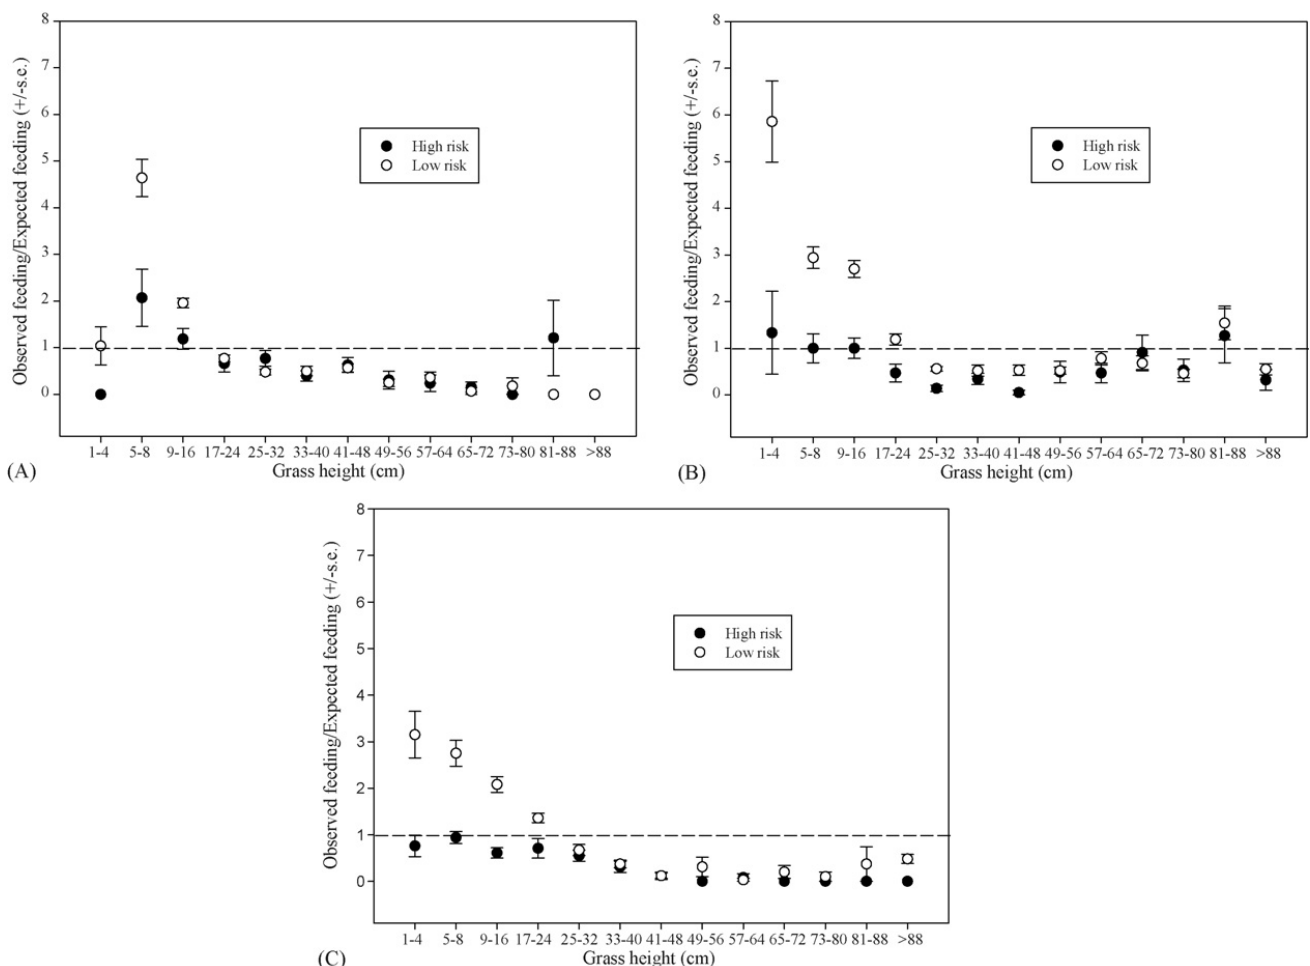 (A)
Observed feeding/Expected feeding (+/-s.e.)
8
7
6
5
4
3
2
1
0
High risk
Low risk
1-4 5-8 9-16 17-24 25-32 33-40 41-48 49-56 57-64 65-72 73-80 81-88 >88
Grass height (cm)
(B)
Observed feeding/Expected feeding (+/-s.e.)
8
7
6
5
4
3
2
1
0
High risk
Low risk
1-4 5-8 9-16 17-24 25-32 33-40 41-48 49-56 57-64 65-72 73-80 81-88 >88
Grass height (cm)
(C)
Observed feeding/Expected feeding (+/-s.e.)
8
7
6
5
4
3
2
1
0
High risk
Low risk
1-4 5-8 9-16 17-24 25-32 33-40 41-48 49-56 57-64 65-72 73-80 81-88 >88
Grass height (cm)